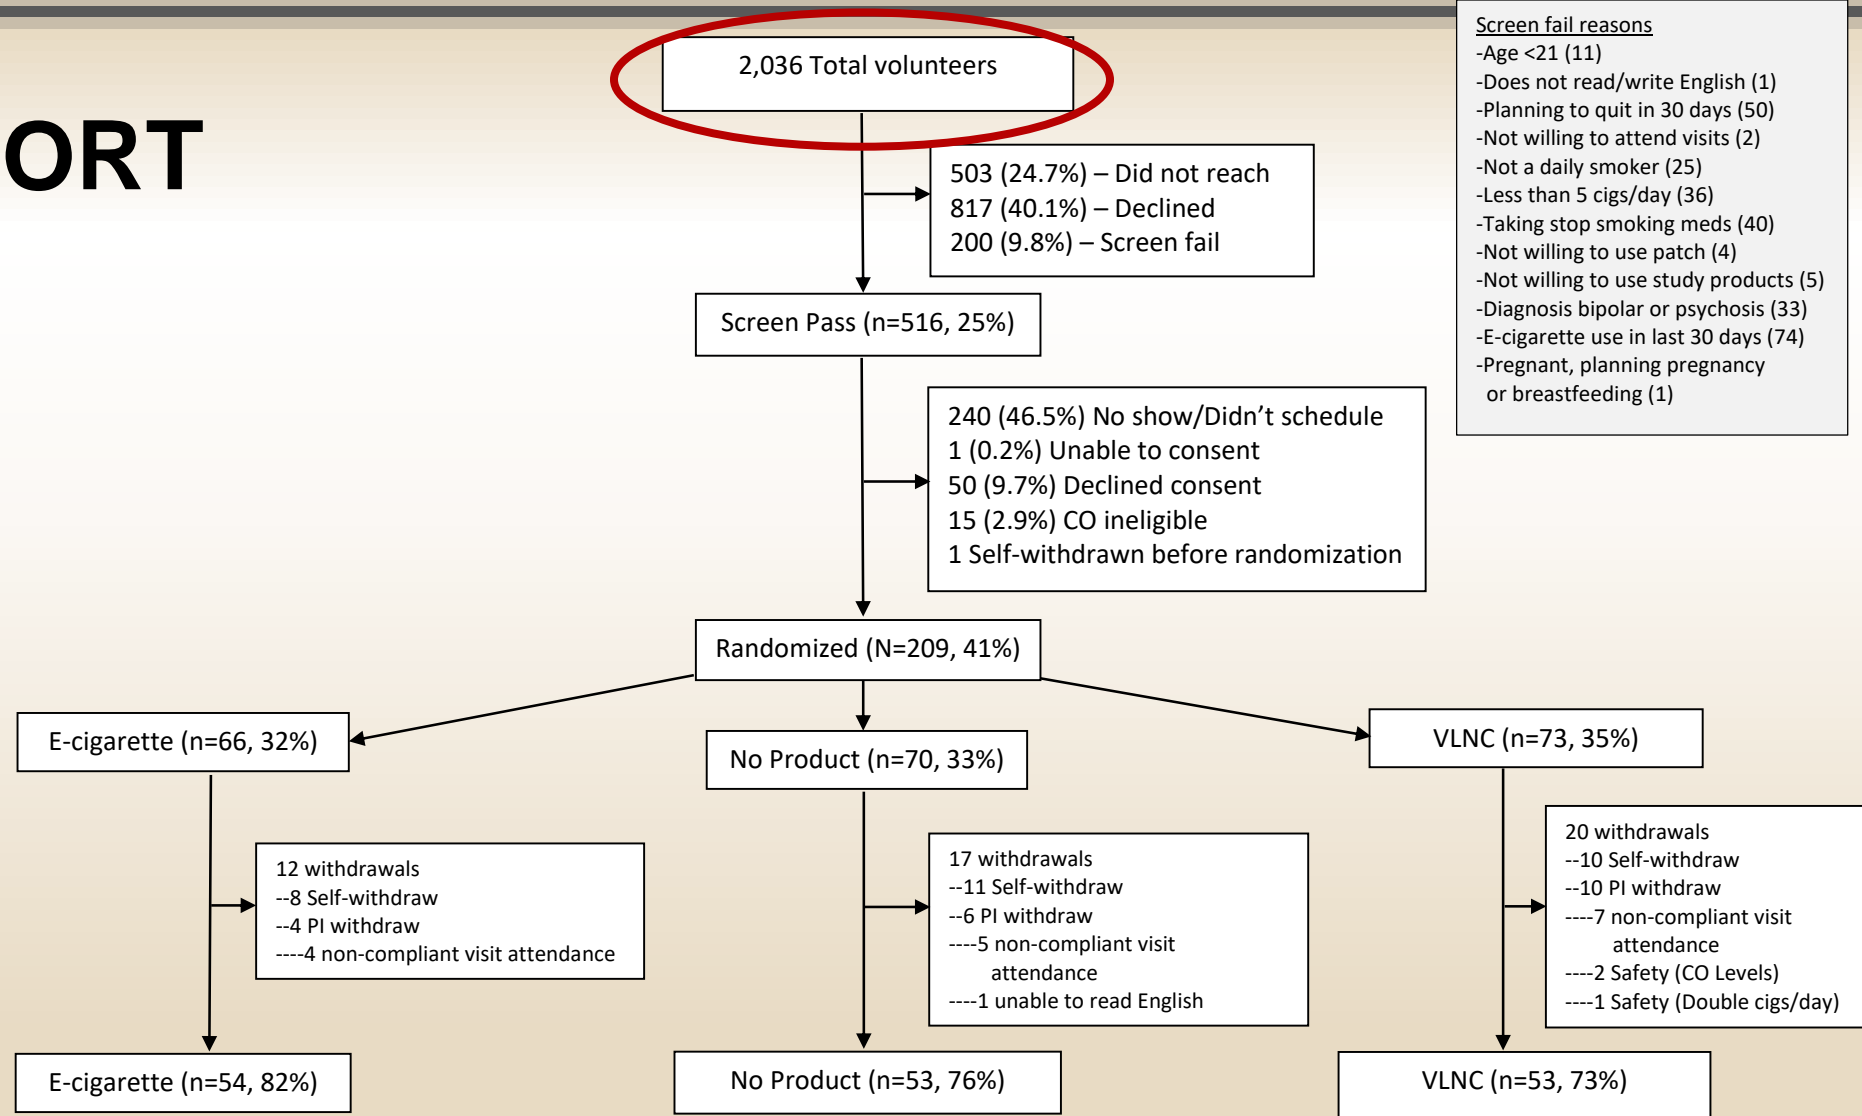 ORT
2,036 Total volunteers
Screen fail reasons
-Age <21 (11)
-Does not read/write English (1)
-Planning to quit in 30 days (50)
-Not willing to attend visits (2)
-Not a daily smoker (25)
-Less than 5 cigs/day (36)
-Taking stop smoking meds (40)
-Not willing to use patch (4)
-Not willing to use study products (5)
-Diagnosis bipolar or psychosis (33)
-E-cigarette use in last 30 days (74)
-Pregnant, planning pregnancy
or breastfeeding (1)
503 (24.7%) – Did not reach
817 (40.1%) – Declined
200 (9.8%) – Screen fail
Screen Pass (n=516, 25%)
240 (46.5%) No show/Didn’t schedule
1 (0.2%) Unable to consent
50 (9.7%) Declined consent
15 (2.9%) CO ineligible
1 Self-withdrawn before randomization
Randomized (N=209, 41%)
E-cigarette (n=66, 32%)
No Product (n=70, 33%)
VLNC (n=73, 35%)
12 withdrawals
--8 Self-withdraw
--4 PI withdraw
----4 non-compliant visit attendance
17 withdrawals
--11 Self-withdraw
--6 PI withdraw
----5 non-compliant visit
attendance
----1 unable to read English
20 withdrawals
--10 Self-withdraw
--10 PI withdraw
----7 non-compliant visit
attendance
----2 Safety (CO Levels)
----1 Safety (Double cigs/day)
E-cigarette (n=54, 82%)
No Product (n=53, 76%)
VLNC (n=53, 73%)